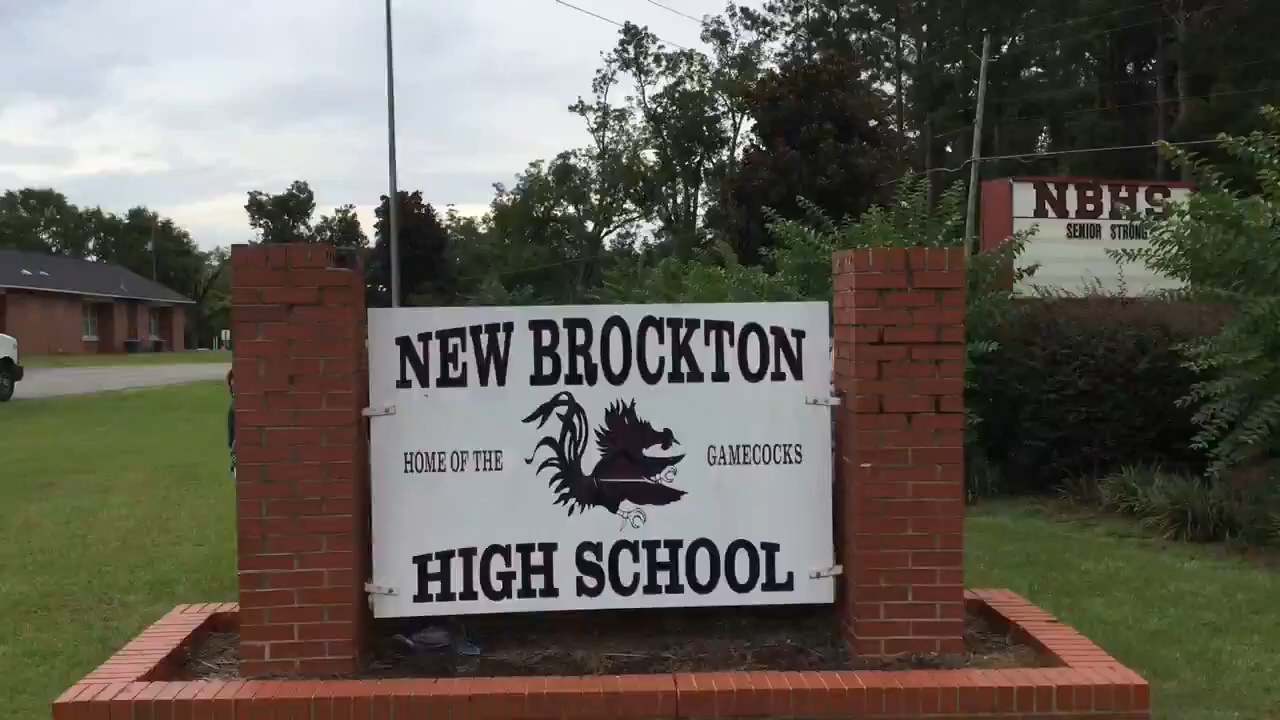 NEW BROCKTON
HOME OF THE GAMECOCKS
HIGH SCHOOL
NBHS
SENIOR STRONG